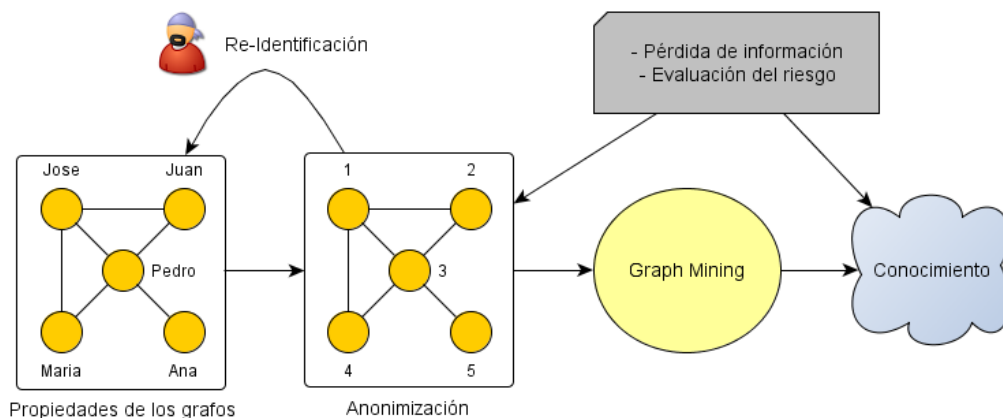 Re-Identificación
- Pérdida de información
- Evaluación del riesgo
Jose
Juan
Pedro
Maria
Ana
Propiedades de los grafos
1
2
3
4
5
Anonimización
Graph Mining
Conocimiento